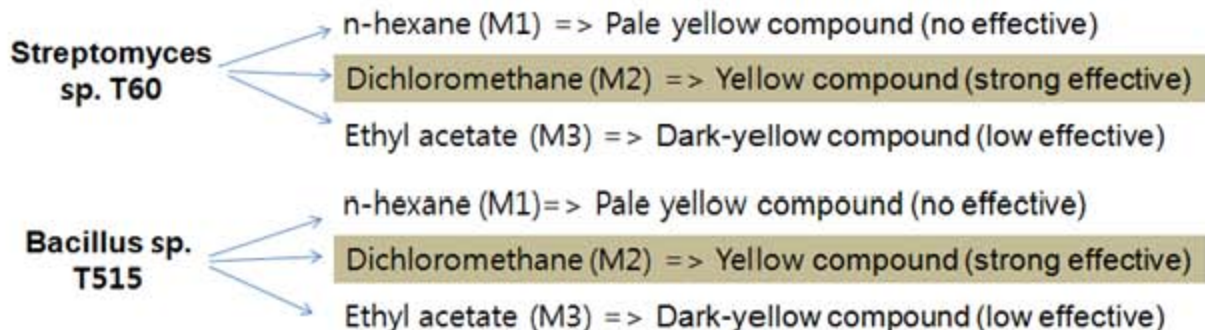 Streptomyces
sp. T60
n-hexane (M1) => Pale yellow compound (no effective)
Dichloromethane (M2) => Yellow compound (strong effective)
Ethyl acetate (M3) => Dark-yellow compound (low effective)
Bacillus sp.
T515
n-hexane (M1)=> Pale yellow compound (no effective)
Dichloromethane (M2) => Yellow compound (strong effective)
Ethyl acetate (M3) => Dark-yellow compound (low effective)